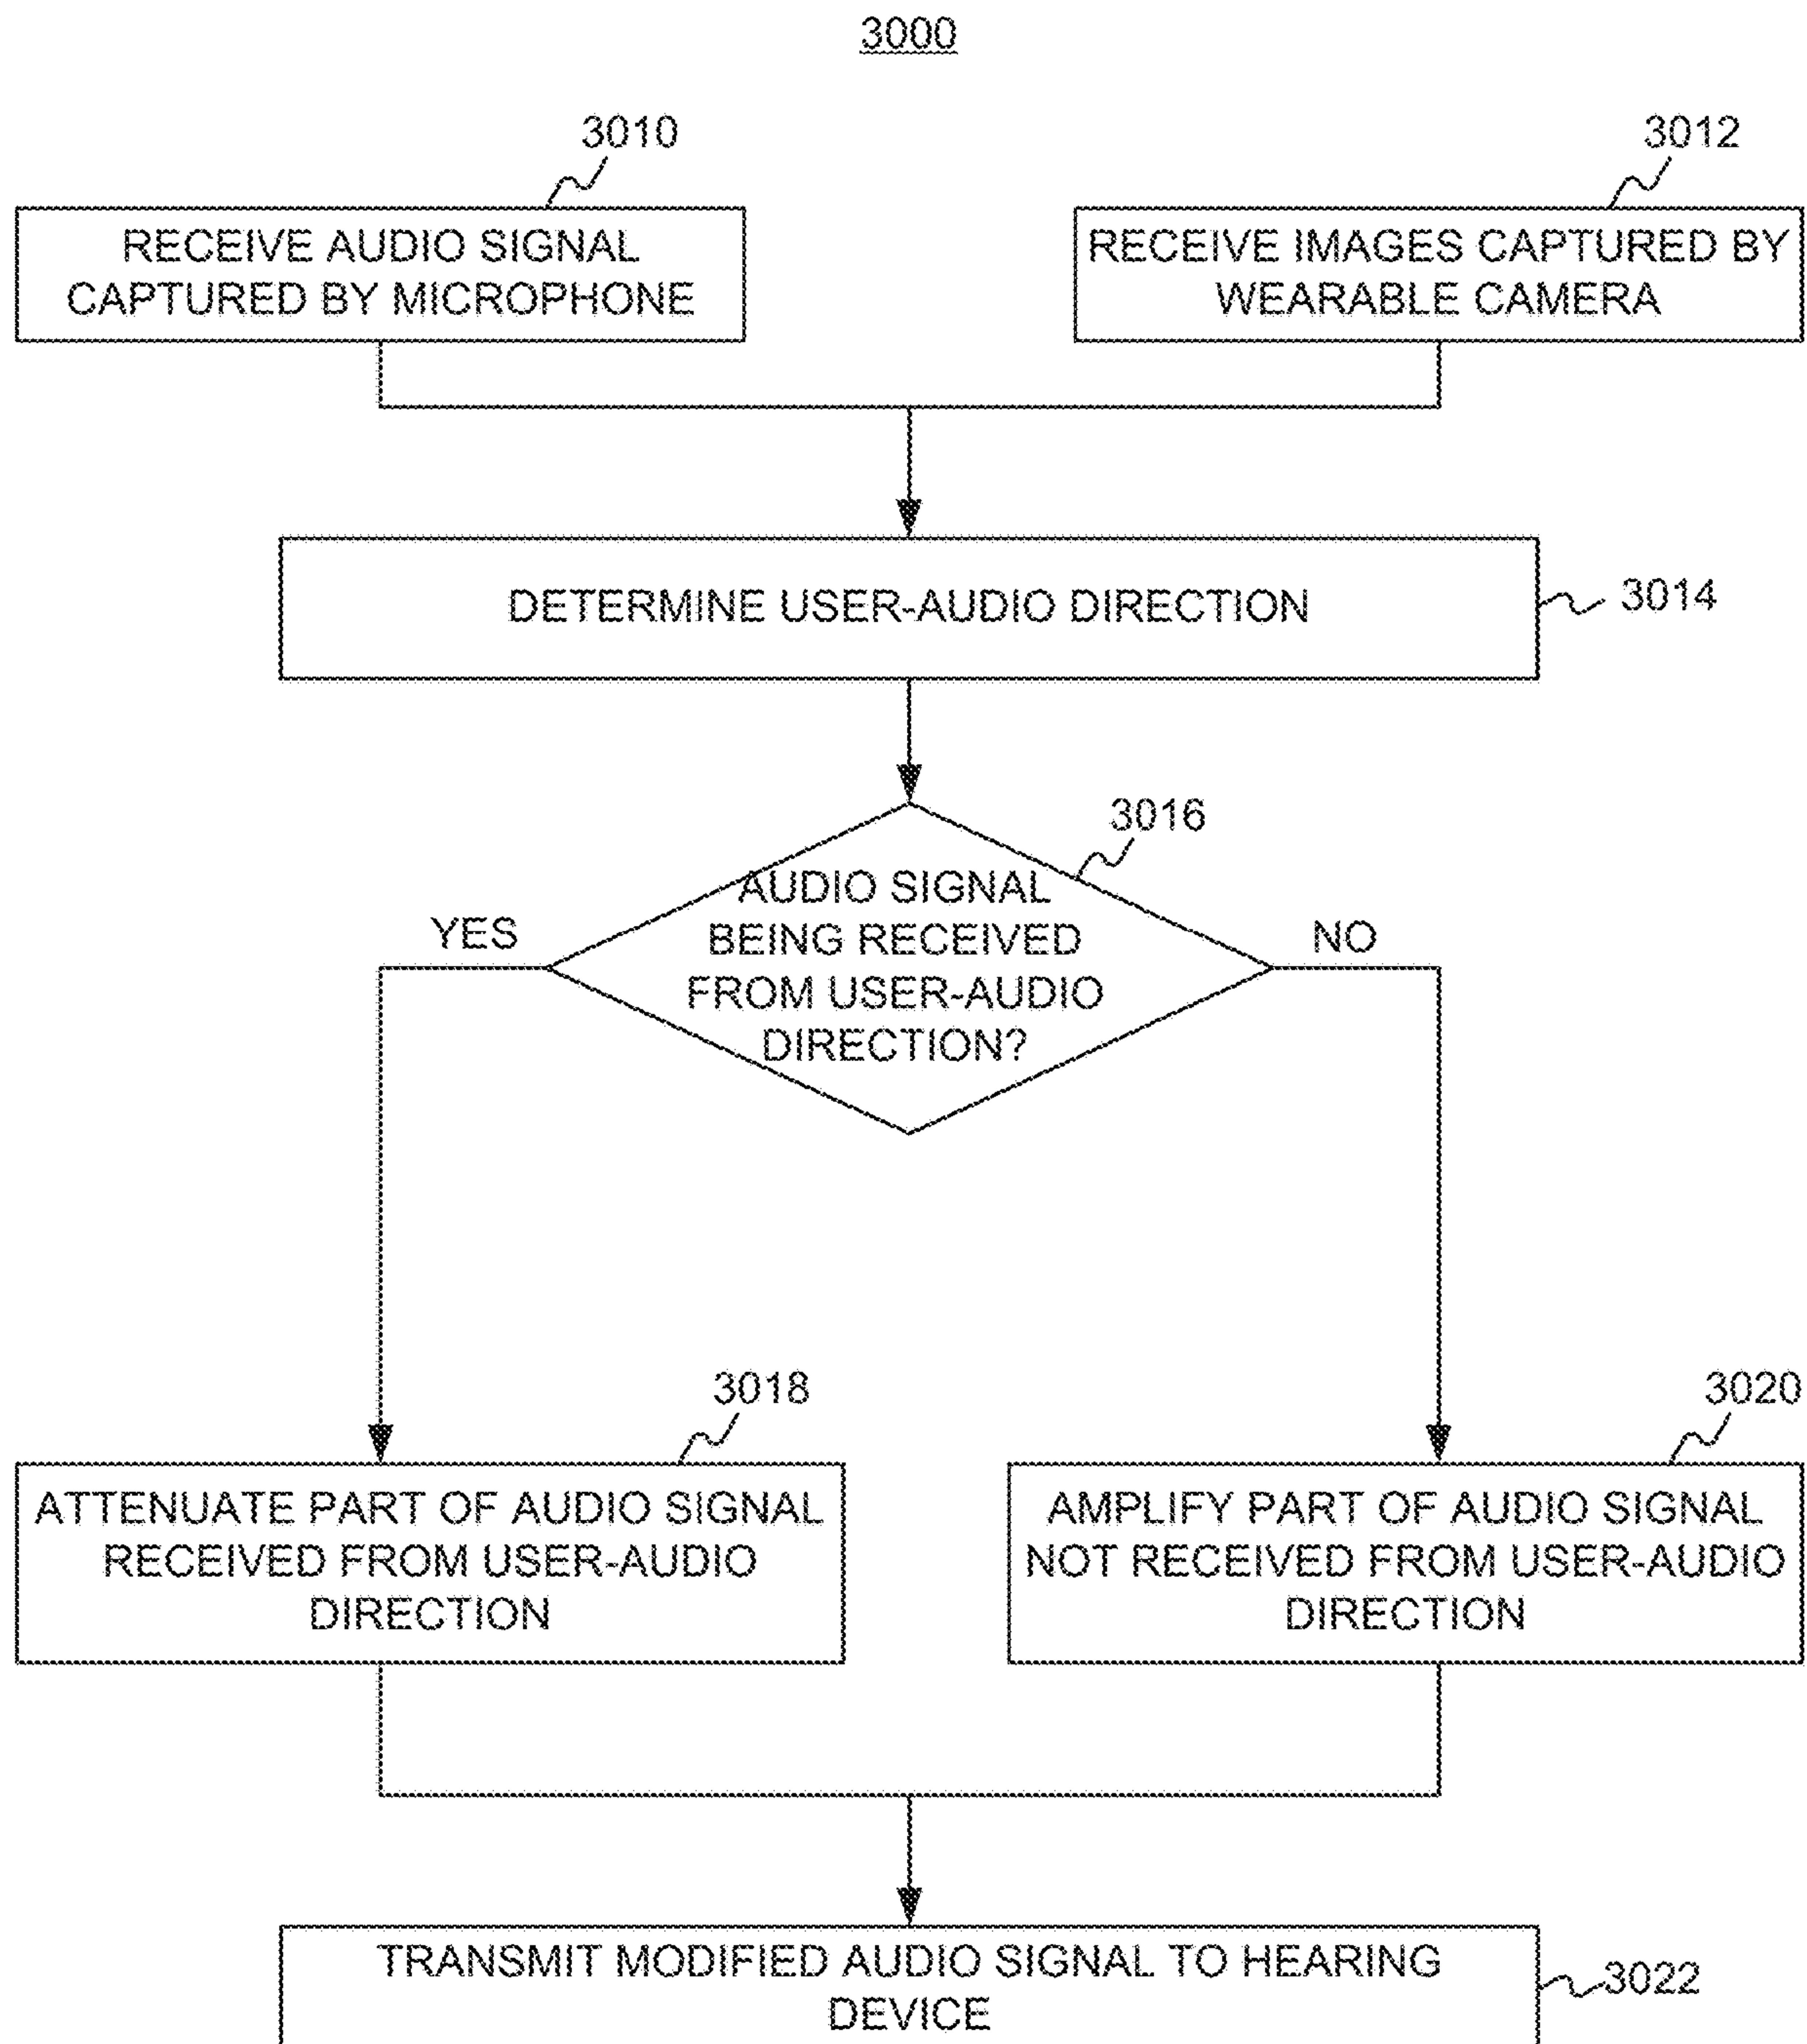 3000
3010
3012
RECEIVE AUDIO SIGNAL
CAPTURED BY MICROPHONE
RECEIVE IMAGES CAPTURED BY
WEARABLE CAMERA
DETERMINE USER-AUDIO DIRECTION
3014
3016
AUDIO SIGNAL
BEING RECEIVED
FROM USER-AUDIO
DIRECTION?
YES
NO
3018
3020
ATTENUATE PART OF AUDIO SIGNAL
RECEIVED FROM USER-AUDIO
DIRECTION
AMPLIFY PART OF AUDIO SIGNAL
NOT RECEIVED FROM USER-AUDIO
DIRECTION
TRANSMIT MODIFIED AUDIO SIGNAL TO HEARING
DEVICE
3022